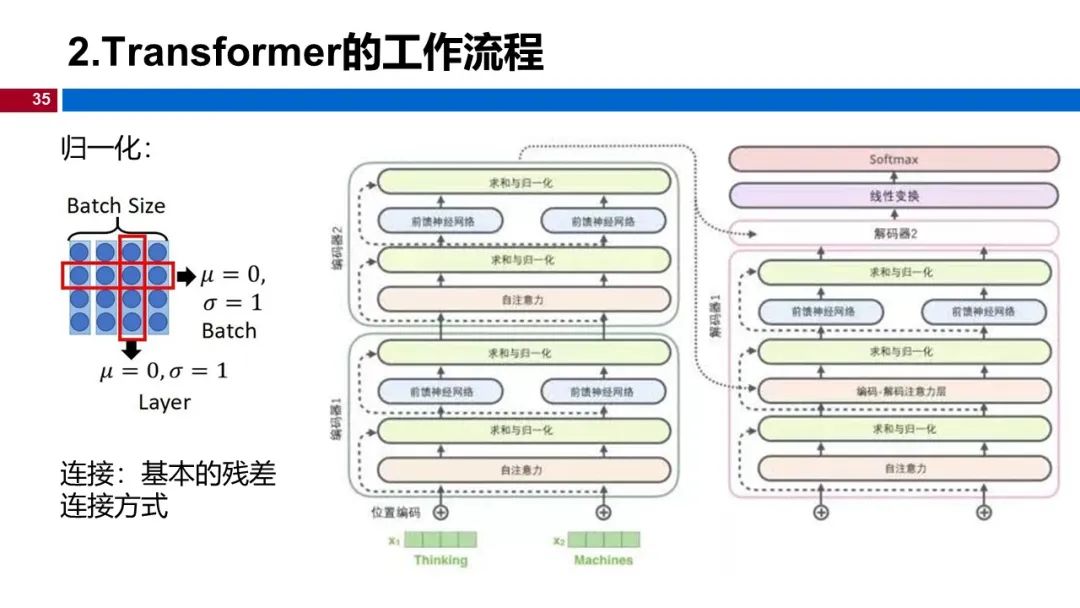 2.Transformer的工作流程
35
归一化：
Batch Size
μ = 0,
σ = 1
Batch
μ = 0, σ = 1
Layer
连接：基本的残差
连接方式
编码器2
求和与归一化
前馈神经网络 前馈神经网络
求和与归一化
自注意力
编码器1
求和与归一化
前馈神经网络 前馈神经网络
求和与归一化
自注意力
位置编码
x₁ x₂
Thinking Machines
Softmax
线性变换
解码器2
解码器1
求和与归一化
前馈神经网络 前馈神经网络
求和与归一化
编码-解码注意力层
求和与归一化
自注意力